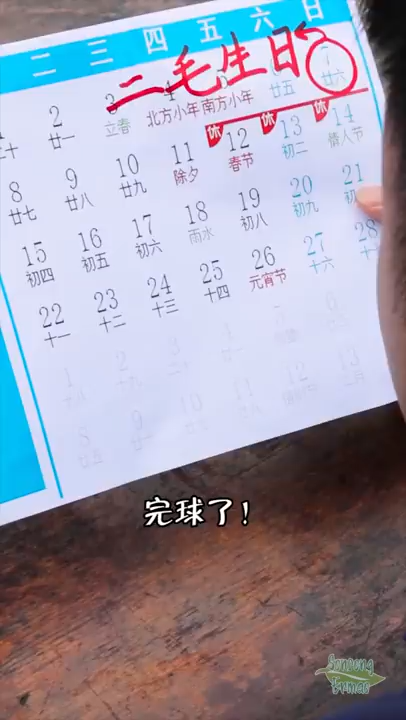 二 三 四 五 六 日
二毛生日
2 3 4 5 7
廿一 立春 北方小年 南方小年 廿五 廿六
休 休 休
8 9 10 11 12 13 14
廿七 廿八 廿九 除夕 春节 初二 情人节
15 16 17 18 19 20 21
初四 初五 初六 雨水 初八 初九
22 23 24 25 26 27 28
十一 十二 十三 十四 元宵节 十六
完球了!